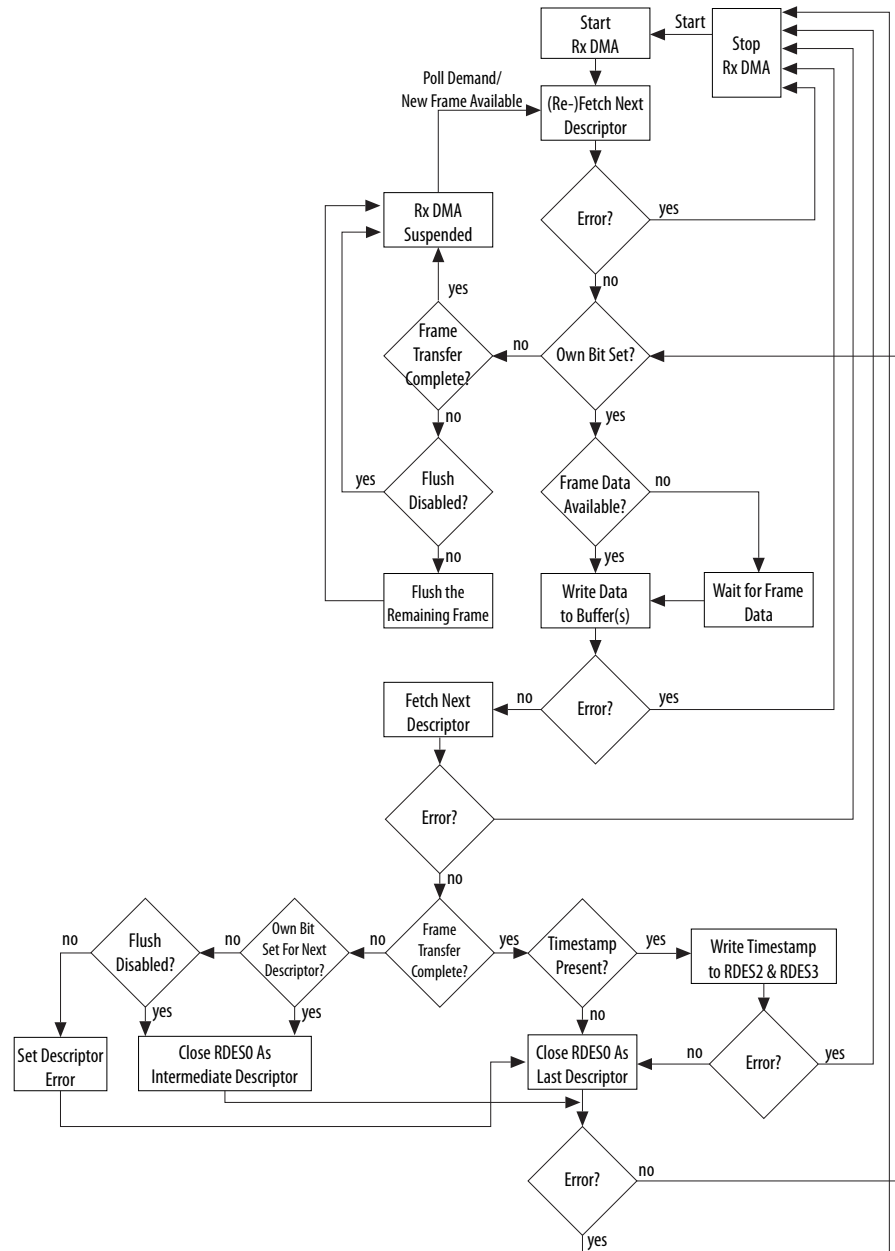 Start
Rx DMA
Start
Stop
Rx DMA
Poll Demand/
New Frame Available
(Re-)Fetch Next
Descriptor
Rx DMA
Suspended
Error?
yes
no
yes
Frame
Transfer
Complete?
no
Own Bit Set?
no
yes
yes
Flush
Disabled?
Frame Data
Available?
no
no
yes
Flush the
Remaining Frame
Write Data
to Buffer(s)
Wait for Frame
Data
Fetch Next
Descriptor
no
Error?
yes
Error?
no
no
Flush
Disabled?
no
Own Bit
Set For Next
Descriptor?
no
Frame
Transfer
Complete?
yes
Timestamp
Present?
yes
Write Timestamp
to RDES2 & RDES3
yes
yes
no
Set Descriptor
Error
Close RDES0 As
Intermediate Descriptor
Close RDES0 As
Last Descriptor
no
Error?
yes
Error?
no
yes